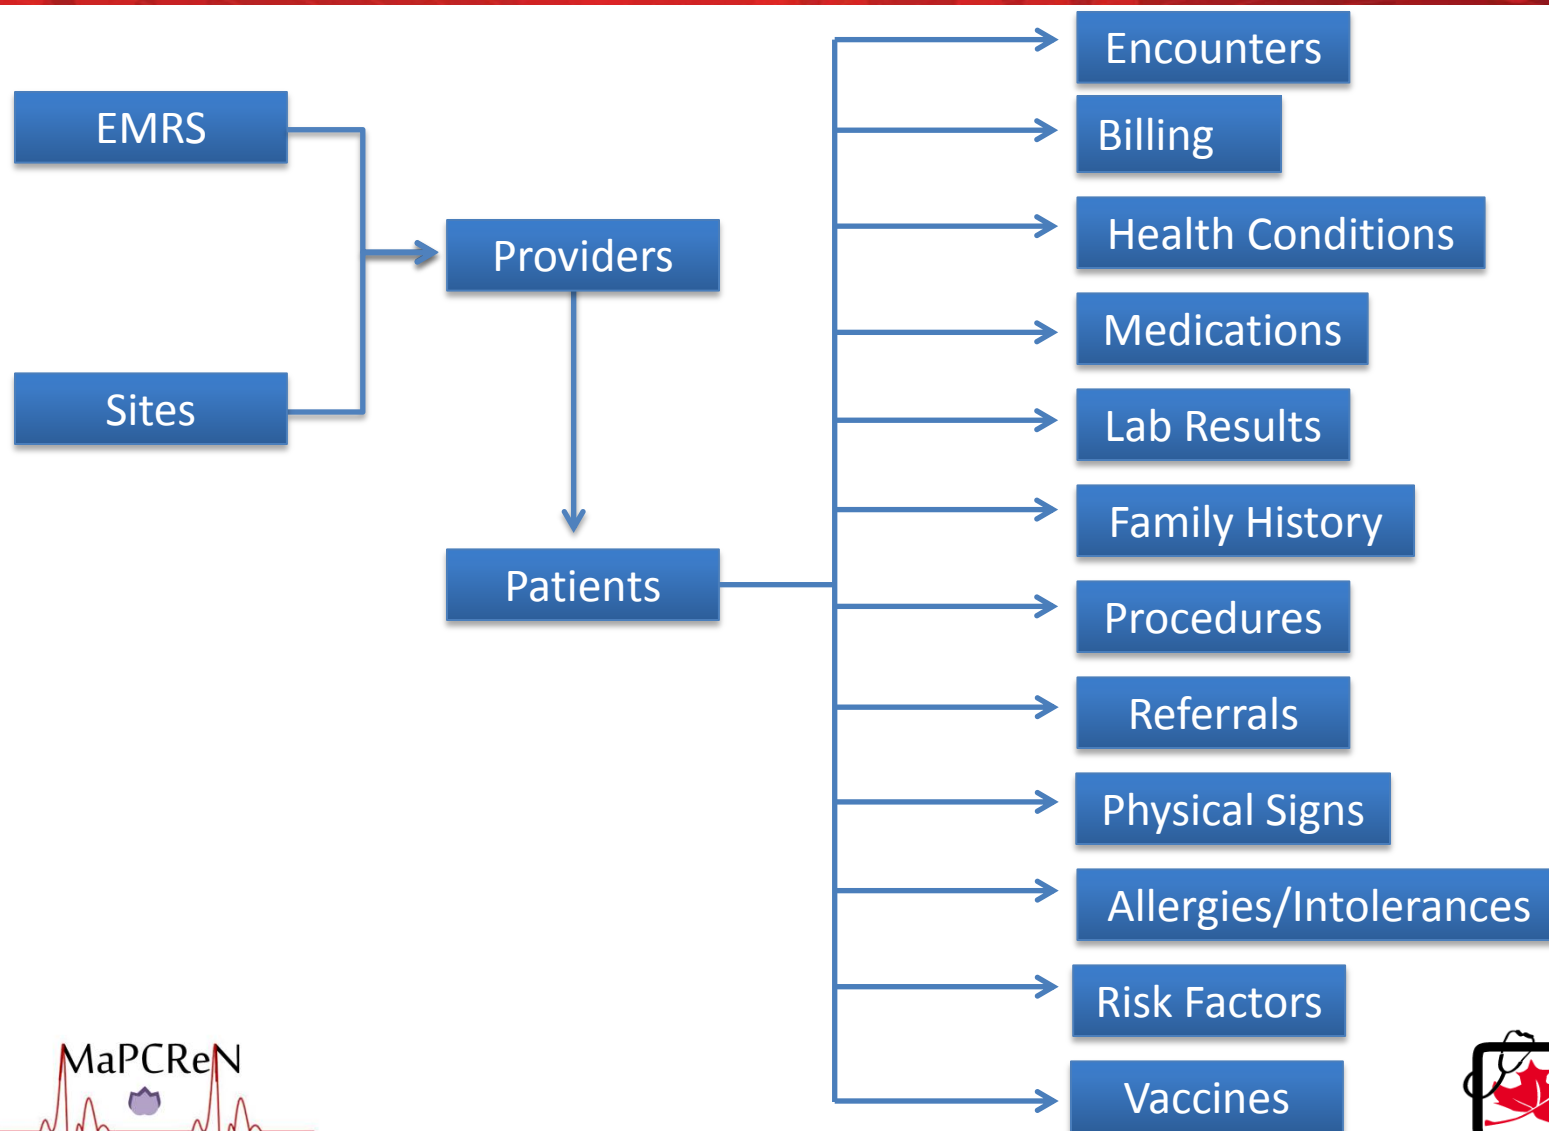 EMRS
Sites
Providers
Patients
Encounters
Billing
Health Conditions
Medications
Lab Results
Family History
Procedures
Referrals
Physical Signs
Allergies/Intolerances
Risk Factors
Vaccines
MaPCReN